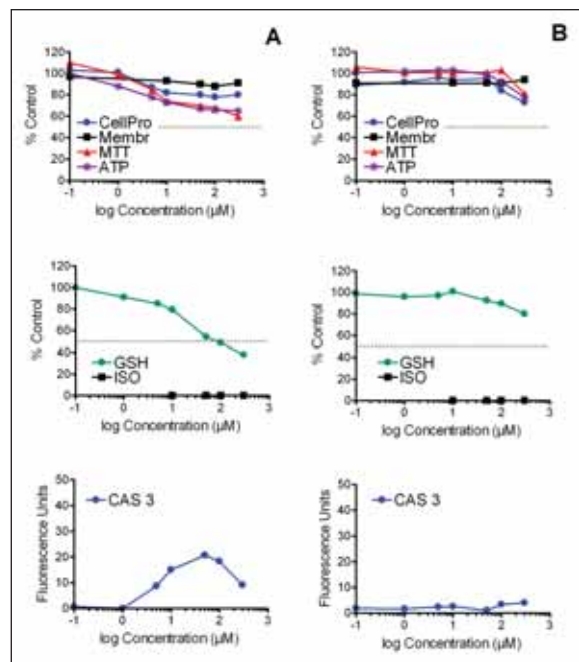 A
B
120
100
80
60
40
20
0
% Control
CellPro
Membr
MTT
ATP
-1 0 1 2 3
log Concentration (µM)
120
100
80
60
40
20
0
% Control
CellPro
Membr
MTT
ATP
-1 0 1 2 3
log Concentration (µM)
120
100
80
60
40
20
0
% Control
GSH
ISO
-1 0 1 2 3
log Concentration (µM)
120
100
80
60
40
20
0
% Control
GSH
ISO
-1 0 1 2 3
log Concentration (µM)
50
40
30
20
10
0
Fluorescence Units
CAS 3
-1 0 1 2 3
log Concentration (µM)
50
40
30
20
10
0
Fluorescence Units
CAS 3
-1 0 1 2 3
log Concentration (µM)